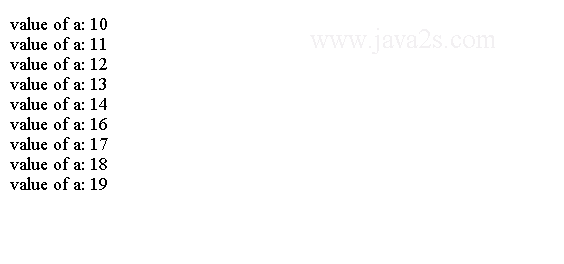 value of a: 10
www.java2s.com
value of a: 11
value of a: 12
value of a: 13
value of a: 14
value of a: 16
value of a: 17
value of a: 18
value of a: 19